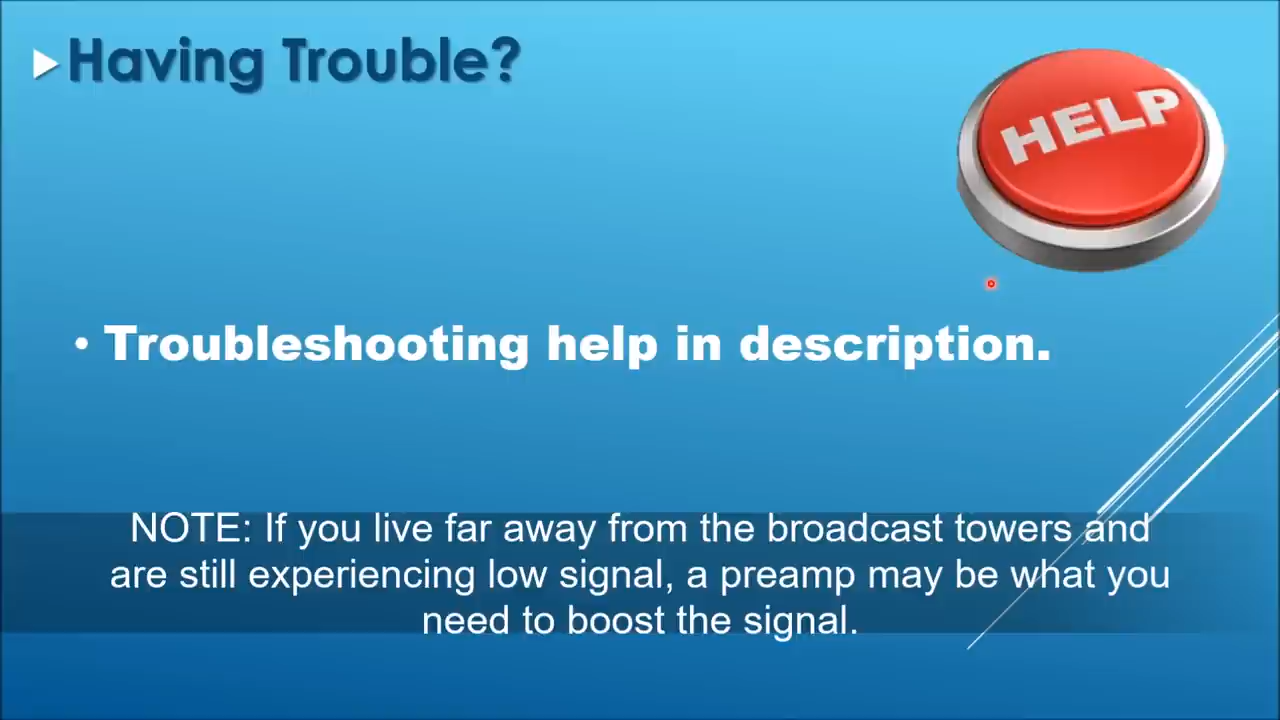 Having Trouble?
HELP
• Troubleshooting help in description.
NOTE: If you live far away from the broadcast towers and
are still experiencing low signal, a preamp may be what you
need to boost the signal.